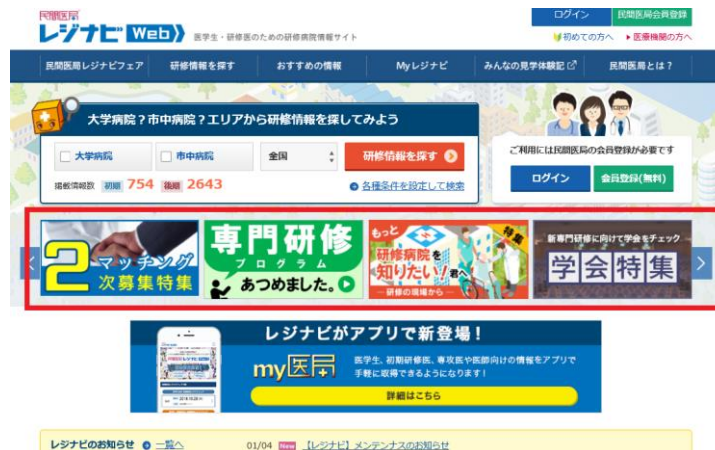 民間医局
レジナビWeb》
医学生・研修医のための研修病院情報サイト
ログイン
民間医局会員登録
初めての方へ
医療機関の方へ
民間医局レジナビフェア
研修情報を探す
おすすめの情報
Myレジナビ
みんなの見学体験記
民間医局とは？
大学病院？市中病院？エリアから研修情報を探してみよう
大学病院
市中病院
全国
研修情報を探す
掲載情報数 初期 754 後期 2643
各種条件を設定して検索
ご利用には民間医局の会員登録が必要です
ログイン
会員登録(無料)
マッチング
2次募集特集
専門研修
プログラム
あつめました。
もっと
研修病院を
知りたい！君へ
―研修の現場から―
特集
新専門研修に向けて学会をチェック
学会特集
レジナビがアプリで新登場！
my医局
医学生、初期研修医、専攻医や医師向けの情報をアプリで
手軽に取得できるようになります！
詳細はこちら
レジナビのお知らせ
一覧へ
01/04 New 【レジナビ】メンテンナスのお知らせ